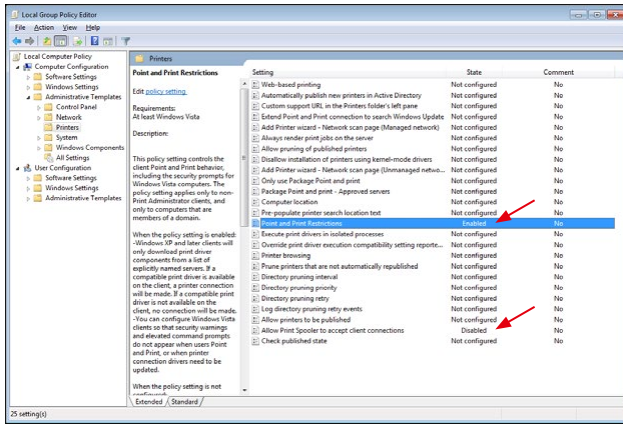 Local Group Policy Editor
File Action View Help
Local Computer Policy
Computer Configuration
Software Settings
Windows Settings
Administrative Templates
Control Panel
Network
Printers
System
Windows Components
All Settings
User Configuration
Software Settings
Windows Settings
Administrative Templates
Printers
Point and Print Restrictions
Edit policy setting
Requirements:
At least Windows Vista
Description:
This policy setting controls the
client Point and Print behavior,
including the security prompts for
Windows Vista computers. The
policy setting applies only to non-
Print Administrator clients, and
only to computers that are
members of a domain.
When the policy setting is enabled:
-Windows XP and later clients will
only download print driver
components from a list of
explicitly named servers. If a
compatible print driver is available
on the client, a printer connection
will be made. If a compatible print
driver is not available on the
client, no connection will be made.
-You can configure Windows Vista
clients so that security warnings
and elevated command prompts
do not appear when users Point
and Print, or when printer
connection drivers need to be
updated.
When the policy setting is not
Setting State Comment
Web-based printing Not configured No
Automatically publish new printers in Active Directory Not configured No
Custom support URL in the Printers folder's left pane Not configured No
Extend Point and Print connection to search Windows Update Not configured No
Add Printer wizard - Network scan page (Managed network) Not configured No
Always render print jobs on the server Not configured No
Allow pruning of published printers Not configured No
Disallow installation of printers using kernel-mode drivers Not configured No
Add Printer wizard - Network scan page (Unmanaged netwo... Not configured No
Only use Package Point and print Not configured No
Package Point and print - Approved servers Not configured No
Computer location Not configured No
Pre-populate printer search location text Not configured No
Point and Print Restrictions Enabled No
Execute print drivers in isolated processes Not configured No
Override print driver execution compatibility setting reporte... Not configured No
Printer browsing Not configured No
Prune printers that are not automatically republished Not configured No
Directory pruning interval Not configured No
Directory pruning priority Not configured No
Directory pruning retry Not configured No
Log directory pruning retry events Not configured No
Allow printers to be published Not configured No
Allow Print Spooler to accept client connections Disabled No
Check published state Not configured No
Extended Standard
25 setting(s)